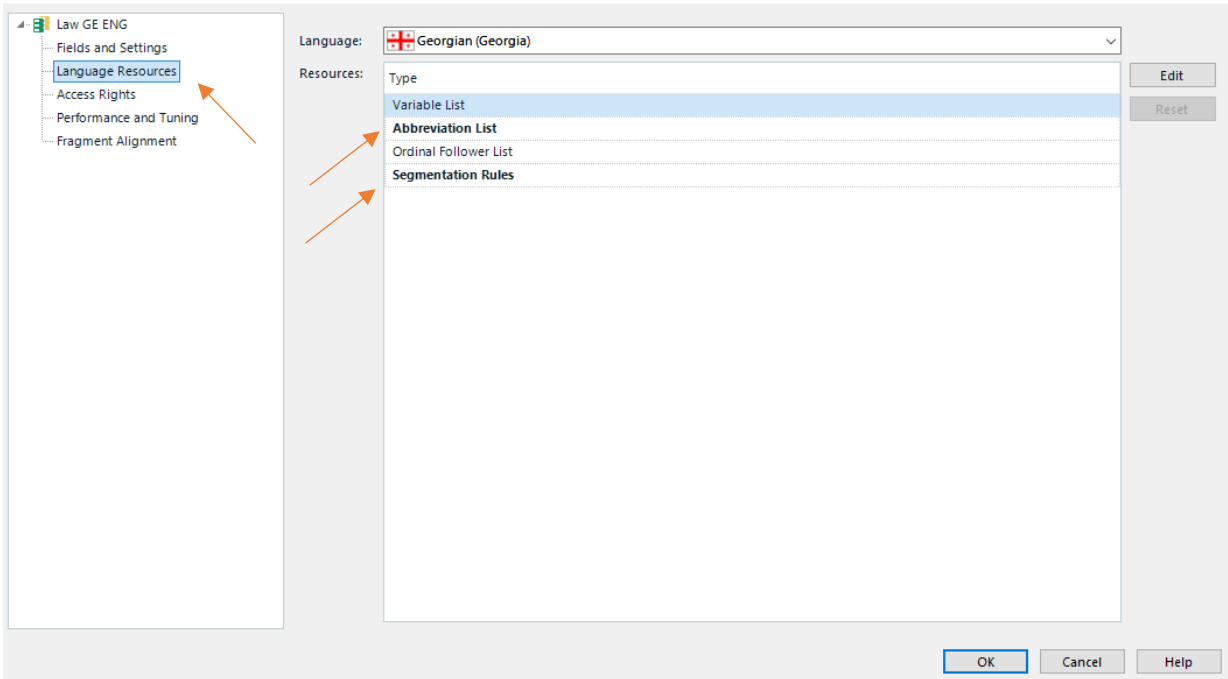 Law GE ENG
Fields and Settings
Language Resources
Access Rights
Performance and Tuning
Fragment Alignment
Language:
Georgian (Georgia)
Resources:
Type
Variable List
Abbreviation List
Ordinal Follower List
Segmentation Rules
Edit
Reset
OK
Cancel
Help